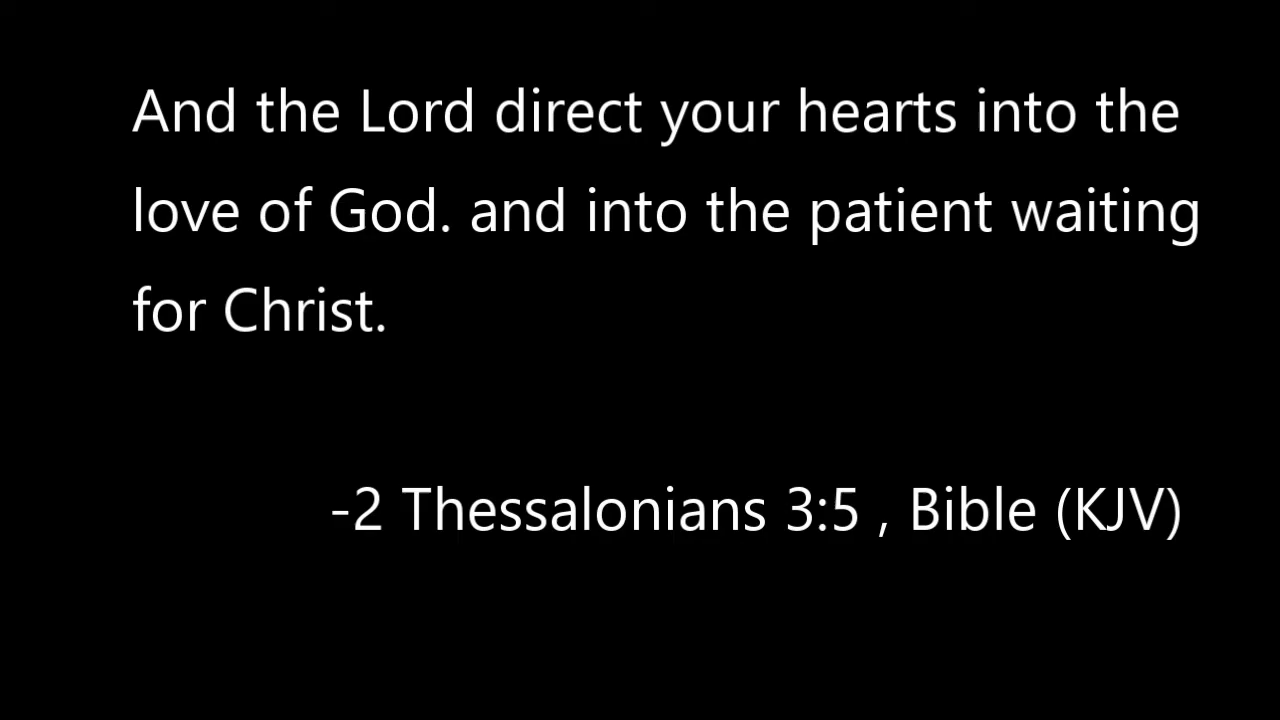 And the Lord direct your hearts into the
love of God. and into the patient waiting
for Christ.
-2 Thessalonians 3:5 , Bible (KJV)